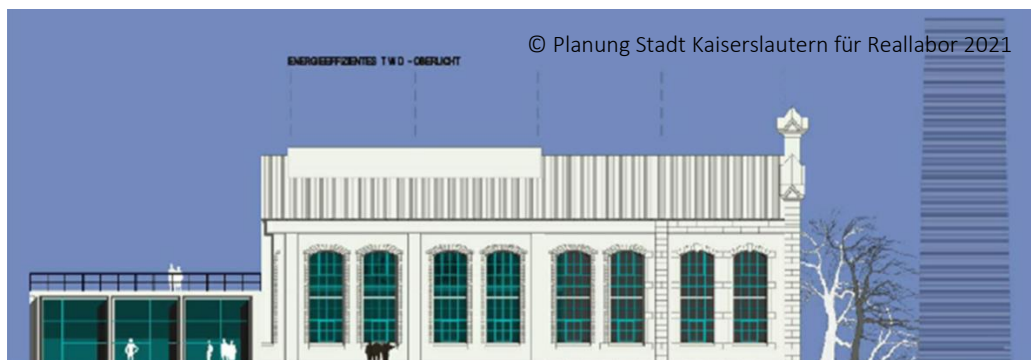 © Planung Stadt Kaiserslautern für Reallabor 2021
ENERGIEEFFIZIENTES TWD - OBERLICHT